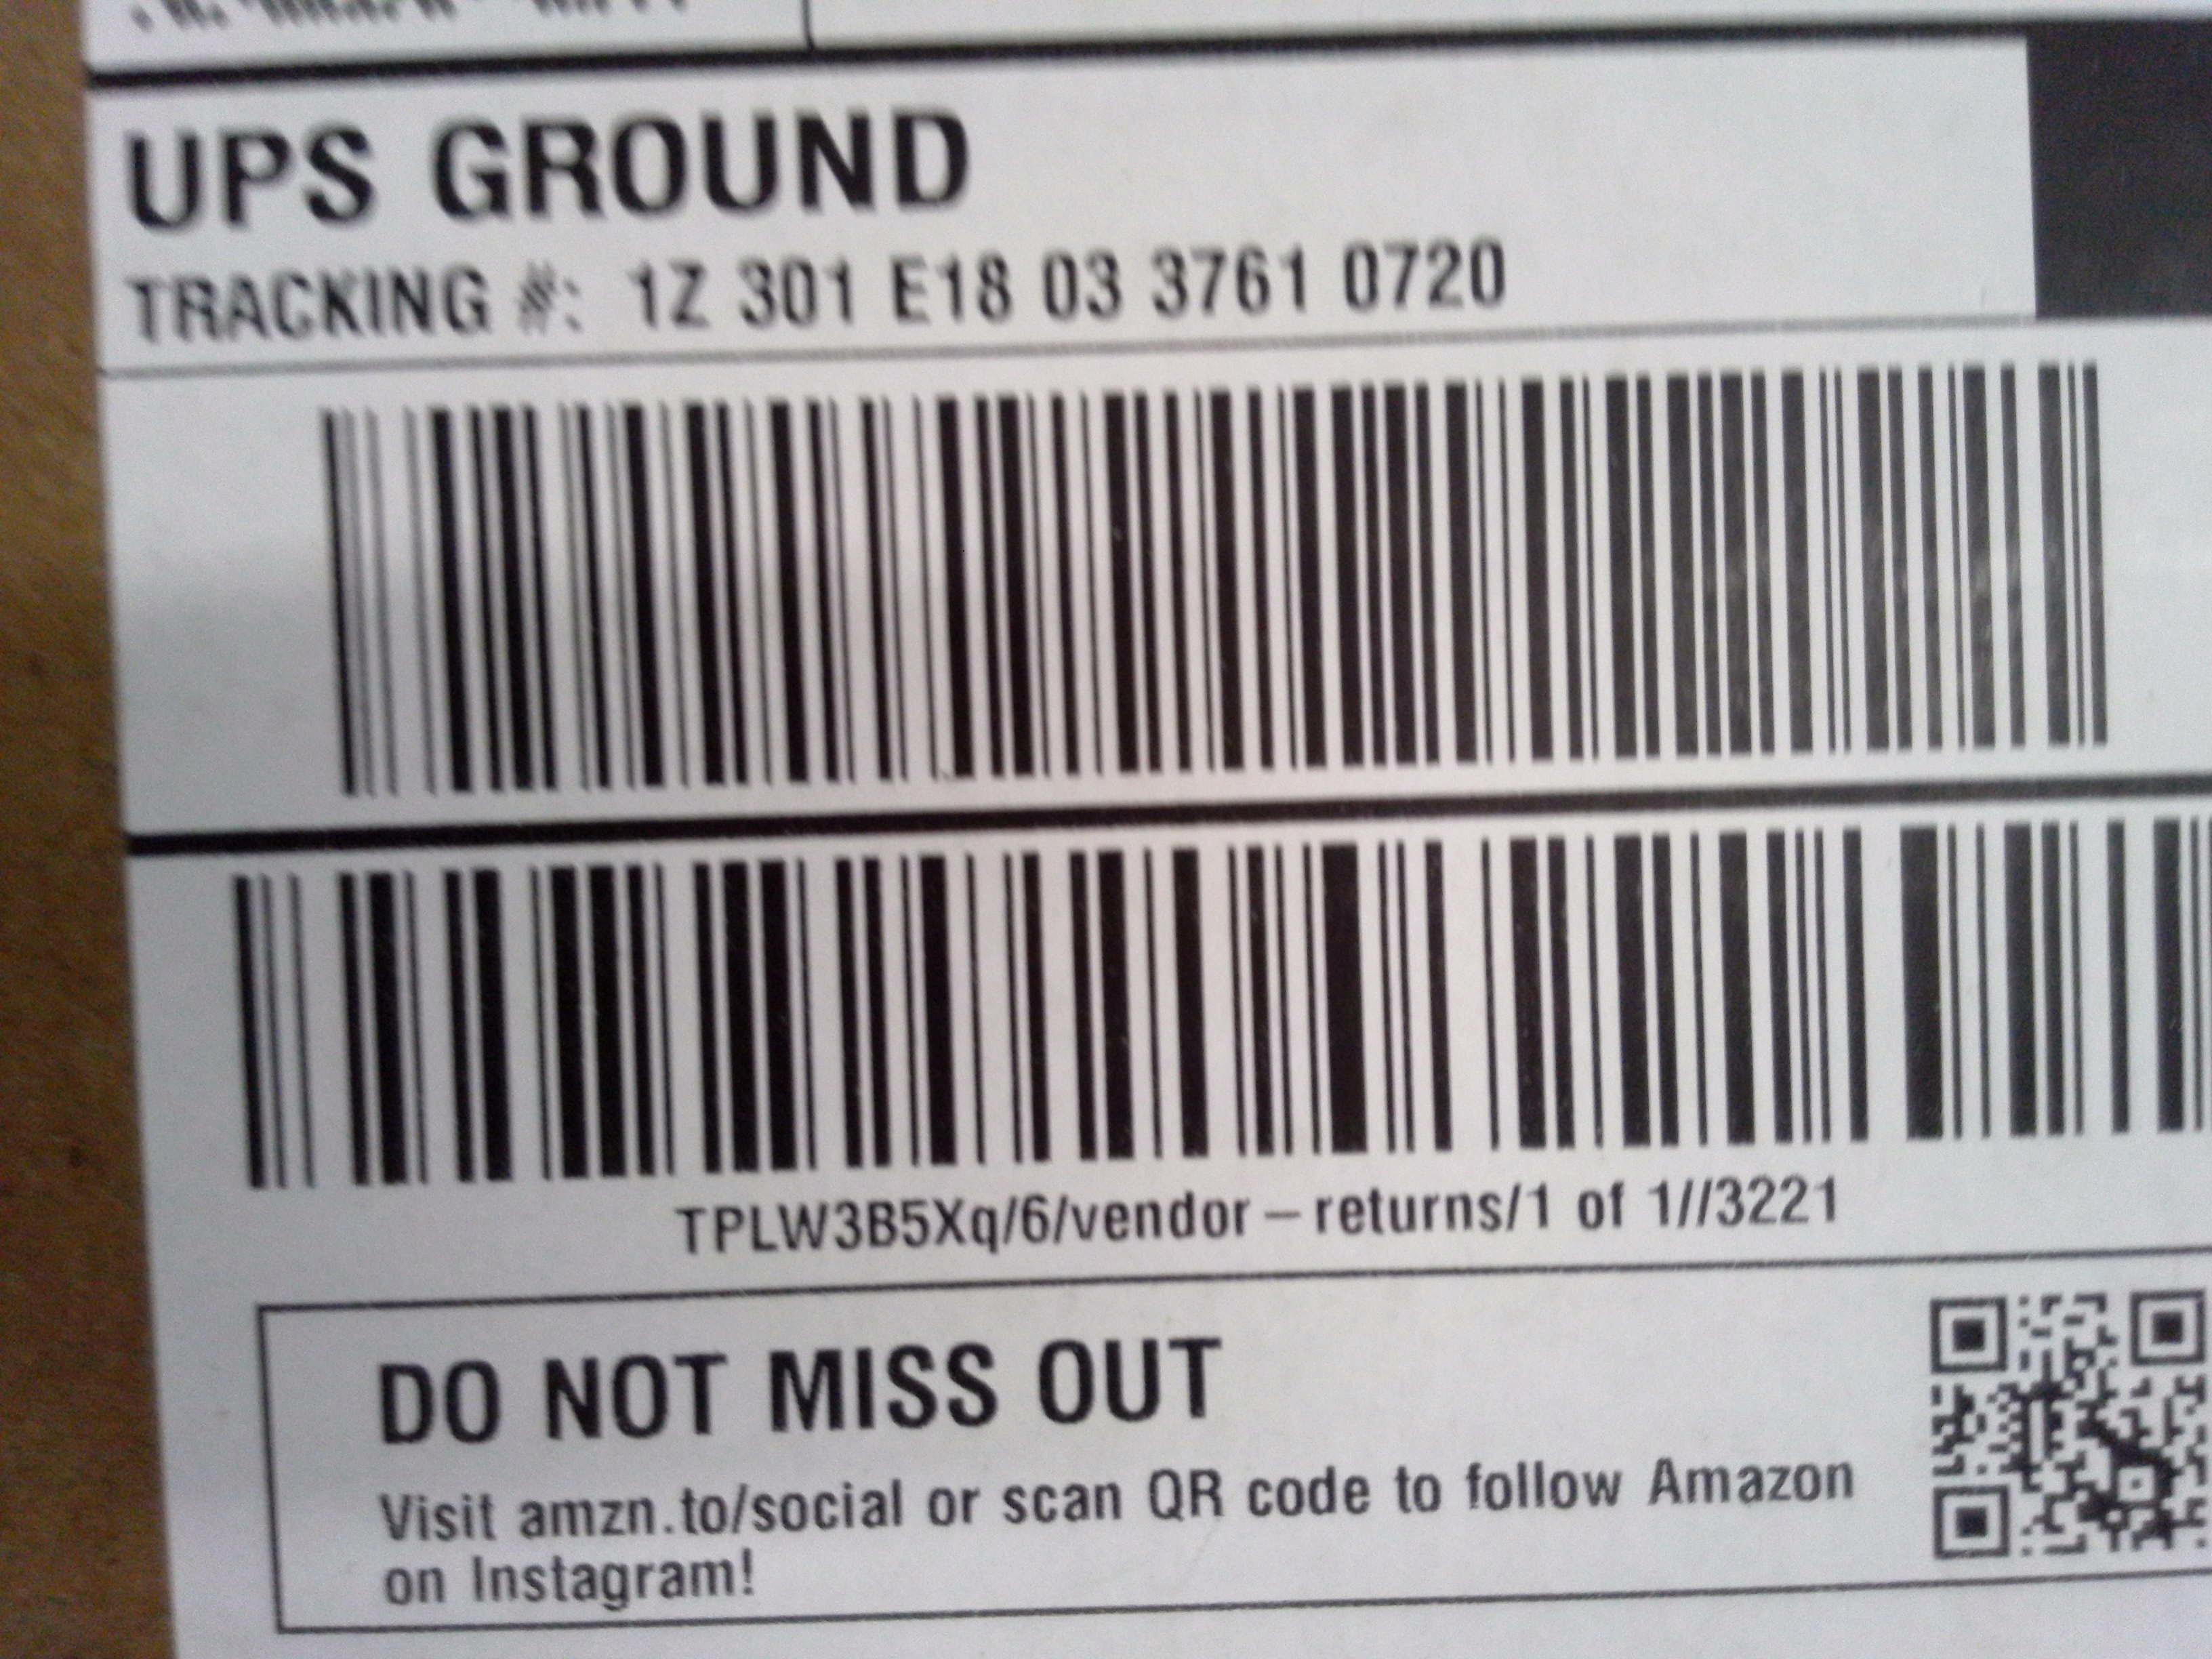 UPS GROUND
TRACKING #: 1Z 301 E18 03 3761 0720
TPLW3B5Xq/6/vendor – returns/1 of 1//3221
DO NOT MISS OUT
Visit amzn.to/social or scan QR code to follow Amazon
on Instagram!